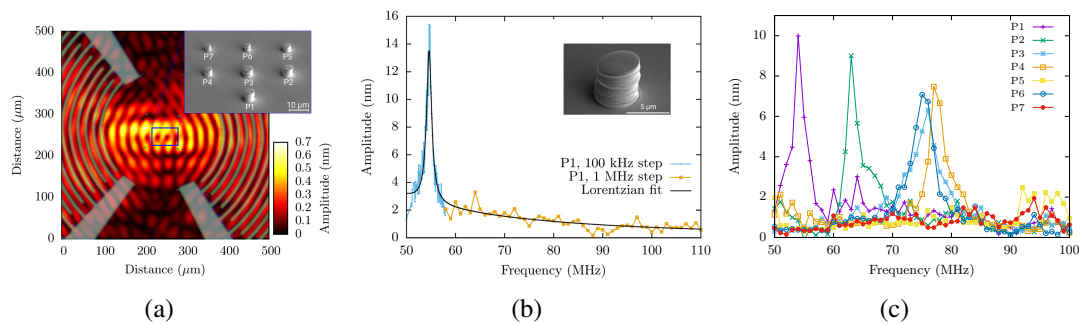 500
400
300
200
100
0
Distance (μm)
0 100 200 300 400 500
Distance (μm)
P7 P6 P5
P4 P3 P2
P1
10 μm
0.7
0.6
0.5
0.4
0.3
0.2
0.1
0
Amplitude (nm)
(a)
16
14
12
10
8
6
4
2
0
Amplitude (nm)
5 μm
P1, 100 kHz step
P1, 1 MHz step
Lorentzian fit
50 60 70 80 90 100 110
Frequency (MHz)
(b)
10
8
6
4
2
0
Amplitude (nm)
P1
P2
P3
P4
P5
P6
P7
50 60 70 80 90 100
Frequency (MHz)
(c)